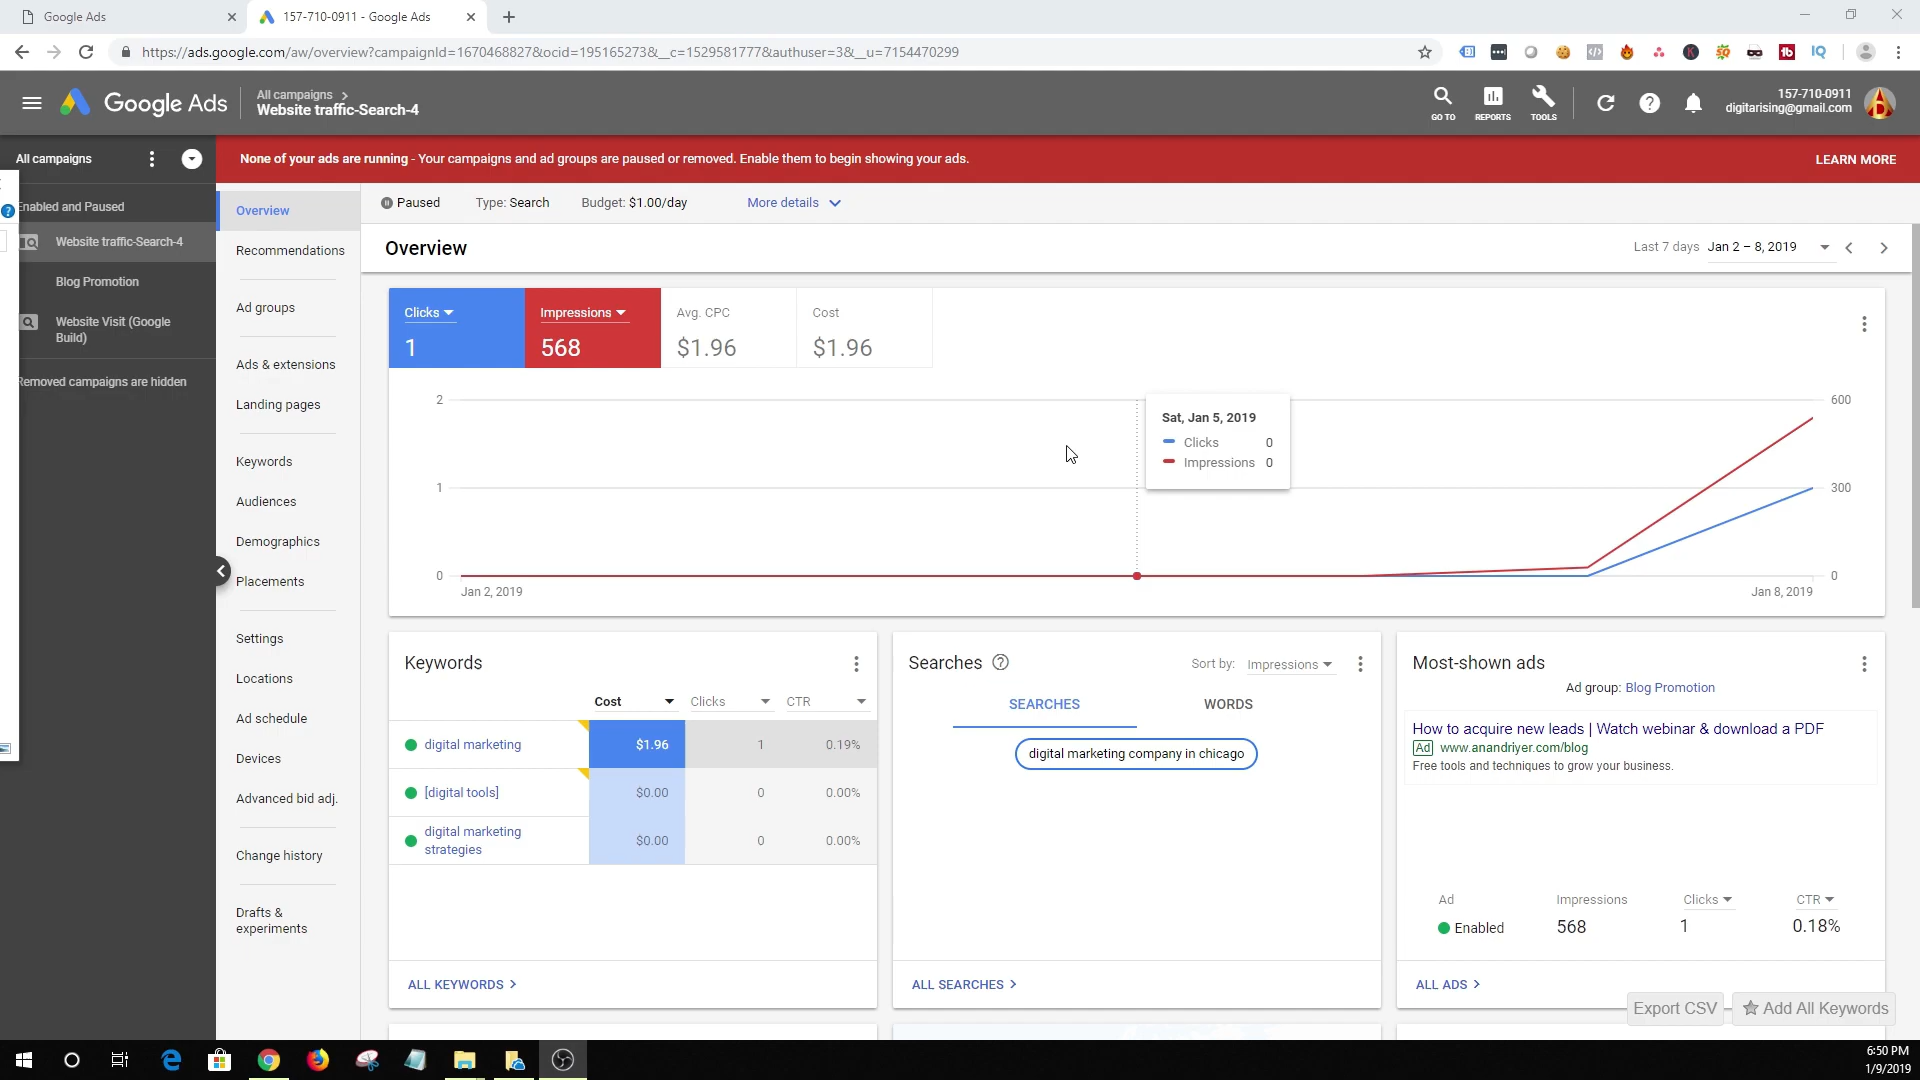 Google Ads
157-710-0911 - Google Ads
https://ads.google.com/aw/overview?campaignId=1670468827&ocid=195165273&__c=1529581777&authuser=3&__u=7154470299
Google Ads
All campaigns
Website traffic-Search-4
GO TO
REPORTS
TOOLS
157-710-0911
digitarising@gmail.com
All campaigns
None of your ads are running - Your campaigns and ad groups are paused or removed. Enable them to begin showing your ads.
LEARN MORE
Enabled and Paused
Website traffic-Search-4
Blog Promotion
Website Visit (Google
Build)
Removed campaigns are hidden
Overview
Recommendations
Ad groups
Ads & extensions
Landing pages
Keywords
Audiences
Demographics
Placements
Settings
Locations
Ad schedule
Devices
Advanced bid adj.
Change history
Drafts &
experiments
Paused
Type: Search
Budget: $1.00/day
More details
Overview
Last 7 days
Jan 2 – 8, 2019
Clicks
1
Impressions
568
Avg. CPC
$1.96
Cost
$1.96
2
1
0
600
300
0
Jan 2, 2019
Jan 8, 2019
Sat, Jan 5, 2019
Clicks 0
Impressions 0
Keywords
Cost Clicks CTR
digital marketing $1.96 1 0.19%
[digital tools] $0.00 0 0.00%
digital marketing
strategies
$0.00 0 0.00%
ALL KEYWORDS
Searches
Sort by: Impressions
SEARCHES
WORDS
digital marketing company in chicago
ALL SEARCHES
Most-shown ads
Ad group: Blog Promotion
How to acquire new leads | Watch webinar & download a PDF
Ad www.anandriyer.com/blog
Free tools and techniques to grow your business.
Ad Impressions Clicks CTR
Enabled 568 1 0.18%
ALL ADS
Export CSV
Add All Keywords
6:50 PM
1/9/2019